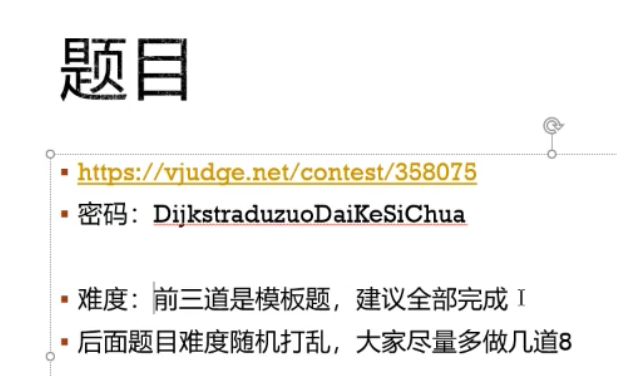 题目
https://vjudge.net/contest/358075
密码：DijkstraduzuoDaiKeSiChua
难度：前三道是模板题，建议全部完成
后面题目难度随机打乱，大家尽量多做几道8